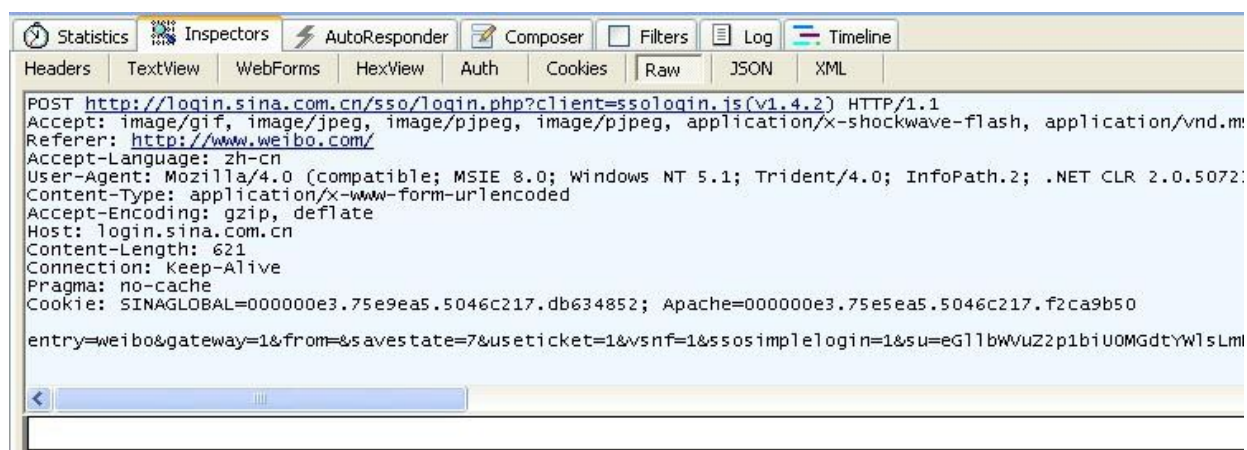 Statistics Inspectors AutoResponder Composer Filters Log Timeline
Headers TextView WebForms HexView Auth Cookies Raw JSON XML
POST http://login.sina.com.cn/sso/login.php?client=ssologin.js(v1.4.2) HTTP/1.1
Accept: image/gif, image/jpeg, image/pjpeg, image/pjpeg, application/x-shockwave-flash, application/vnd.ms
Referer: http://www.weibo.com/
Accept-Language: zh-cn
User-Agent: Mozilla/4.0 (compatible; MSIE 8.0; Windows NT 5.1; Trident/4.0; InfoPath.2; .NET CLR 2.0.50727
Content-Type: application/x-www-form-urlencoded
Accept-Encoding: gzip, deflate
Host: login.sina.com.cn
Content-Length: 621
Connection: Keep-Alive
Pragma: no-cache
Cookie: SINAGLOBAL=000000e3.75e9ea5.5046c217.db634852; Apache=000000e3.75e5ea5.5046c217.f2ca9b50
entry=weibo&gateway=1&from=&savestate=7&useticket=1&vsnf=1&ssosimplelogin=1&su=eGllbWVuZ2p1biU0MGdtYWlsLm